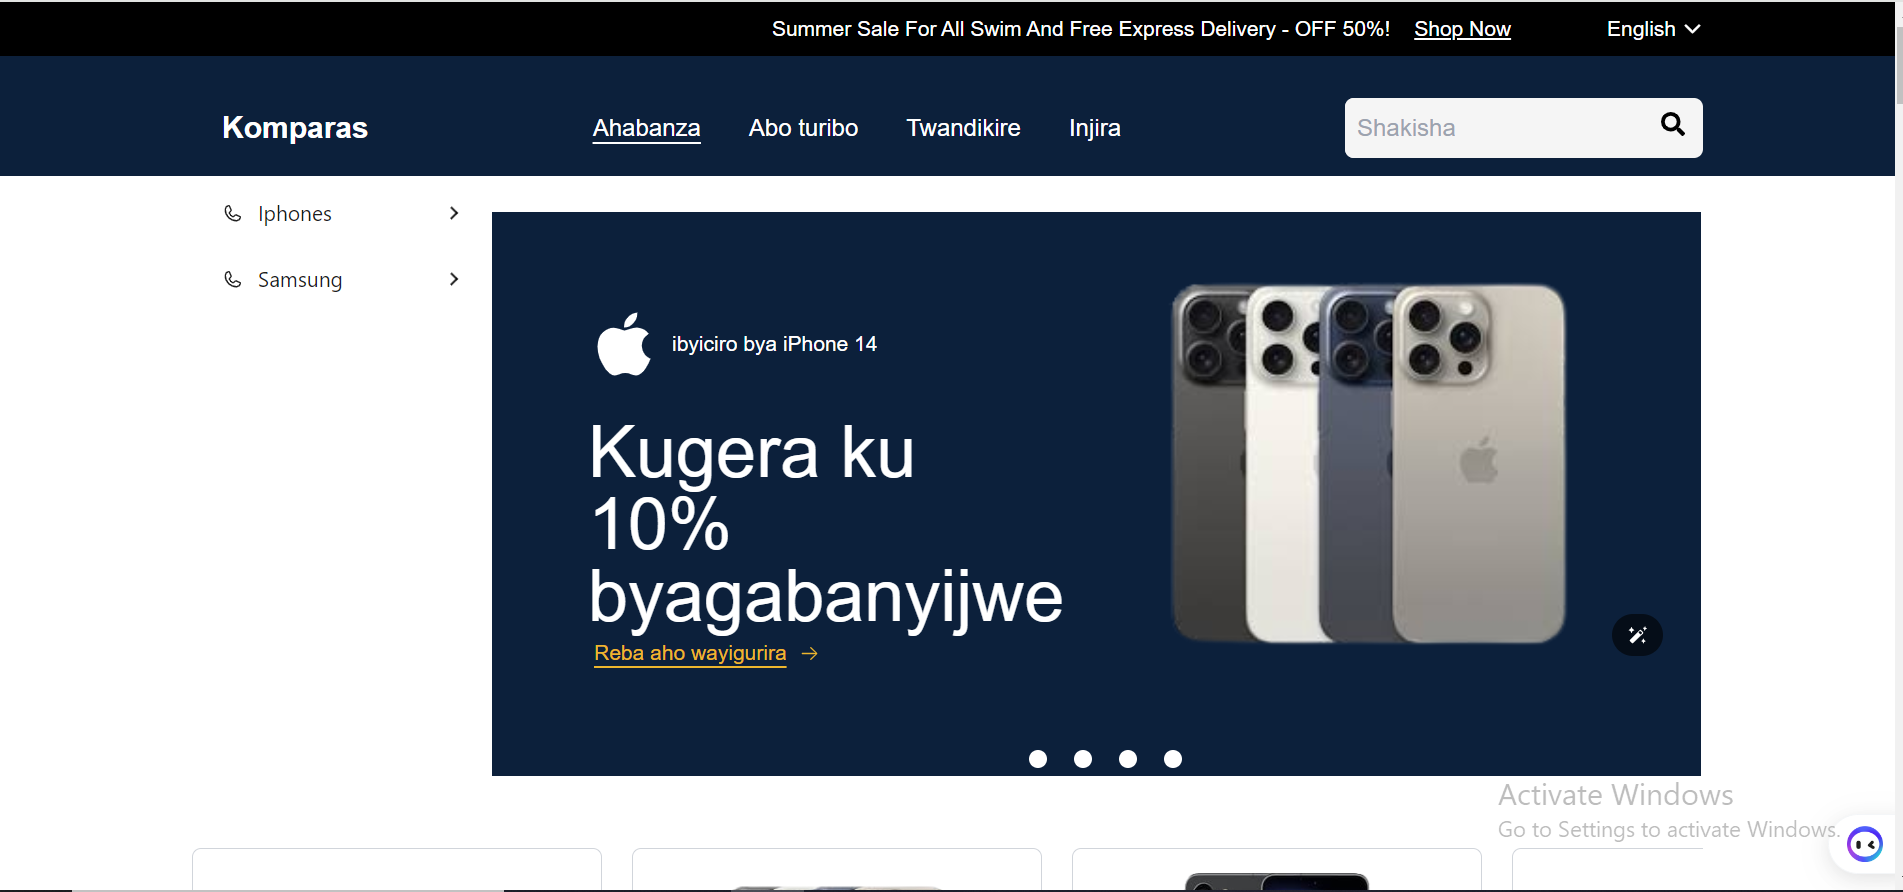 Summer Sale For All Swim And Free Express Delivery - OFF 50%! Shop Now English
Komparas Ahabanza Abo turibo Twandikire Injira Shakisha
Iphones
Samsung
ibyiciro bya iPhone 14
Kugera ku
10%
byagabanyijwe
Reba aho wayigurira
Activate Windows
Go to Settings to activate Windows.